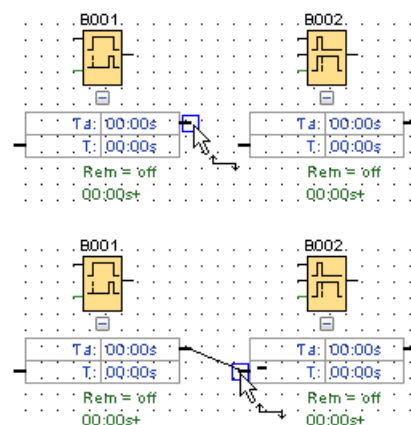 B001 B002
Ta: 00:00s Ta: 00:00s
T: 00:00s T: 00:00s
Rem = off Rem = off
00:00s+ 00:00s+
B001 B002
Ta: 00:00s Ta: 00:00s
T: 00:00s T: 00:00s
Rem = off Rem = off
00:00s+ 00:00s+